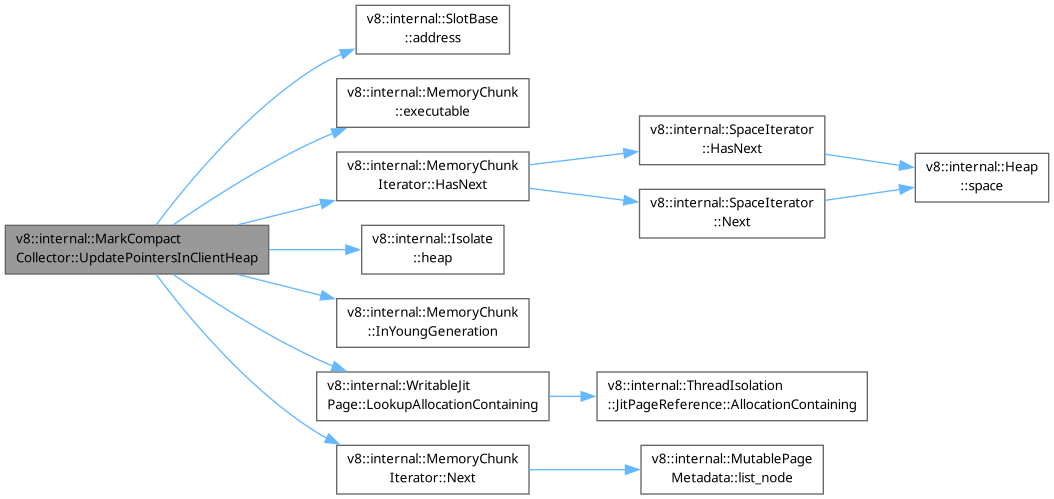 v8::internal::SlotBase
::address
v8::internal::MemoryChunk
::executable
v8::internal::MemoryChunk
Iterator::HasNext
v8::internal::SpaceIterator
::HasNext
v8::internal::SpaceIterator
::Next
v8::internal::Heap
::space
v8::internal::MarkCompact
Collector::UpdatePointersInClientHeap
v8::internal::Isolate
::heap
v8::internal::MemoryChunk
::InYoungGeneration
v8::internal::WritableJit
Page::LookupAllocationContaining
v8::internal::ThreadIsolation
::JitPageReference::AllocationContaining
v8::internal::MemoryChunk
Iterator::Next
v8::internal::MutablePage
Metadata::list_node